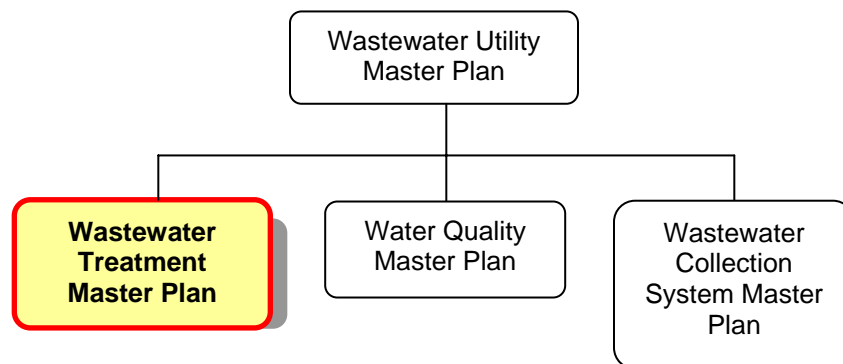 Wastewater Utility
Master Plan
Wastewater
Treatment
Master Plan
Water Quality
Master Plan
Wastewater
Collection
System Master
Plan